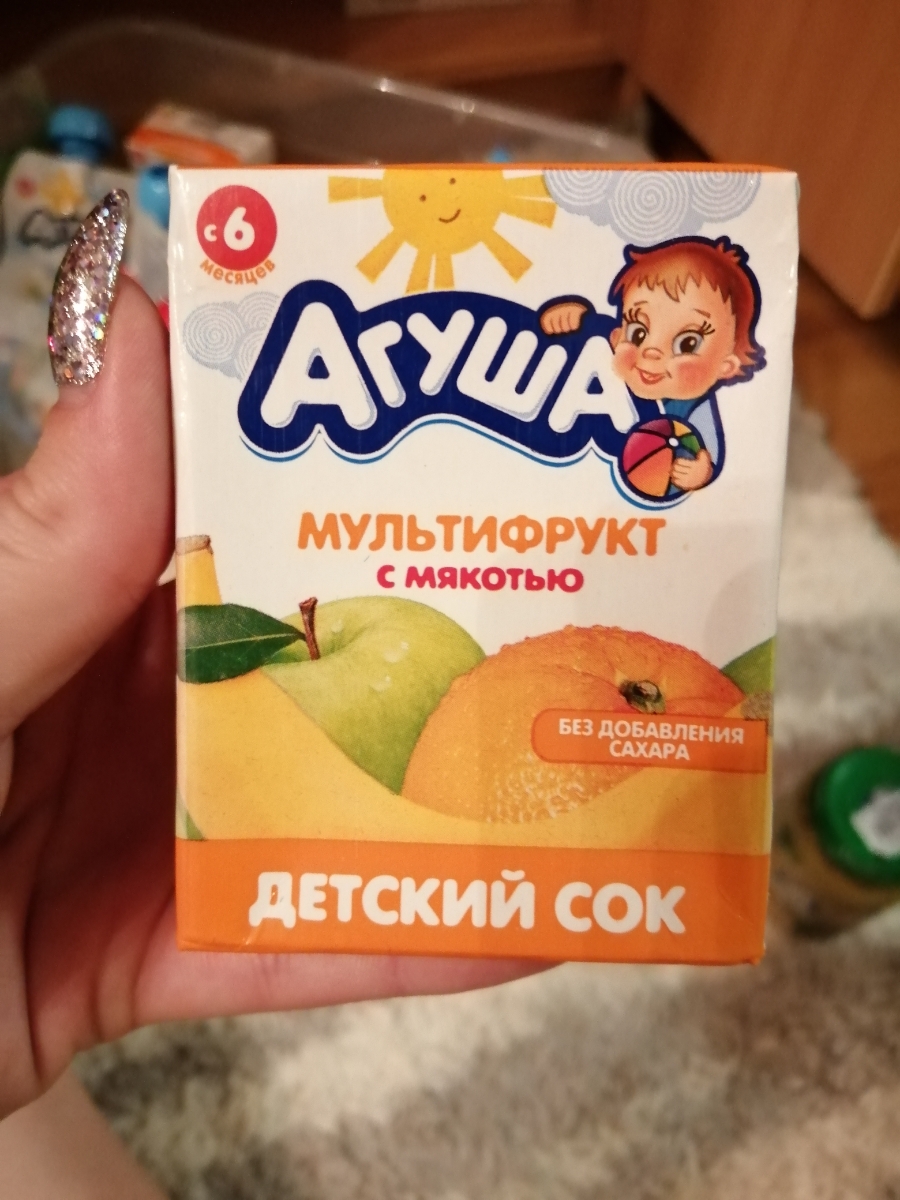 с 6
месяцев
Агуша
МУЛЬТИФРУКТ
С МЯКОТЬЮ
БЕЗ ДОБАВЛЕНИЯ
САХАРА
ДЕТСКИЙ СОК